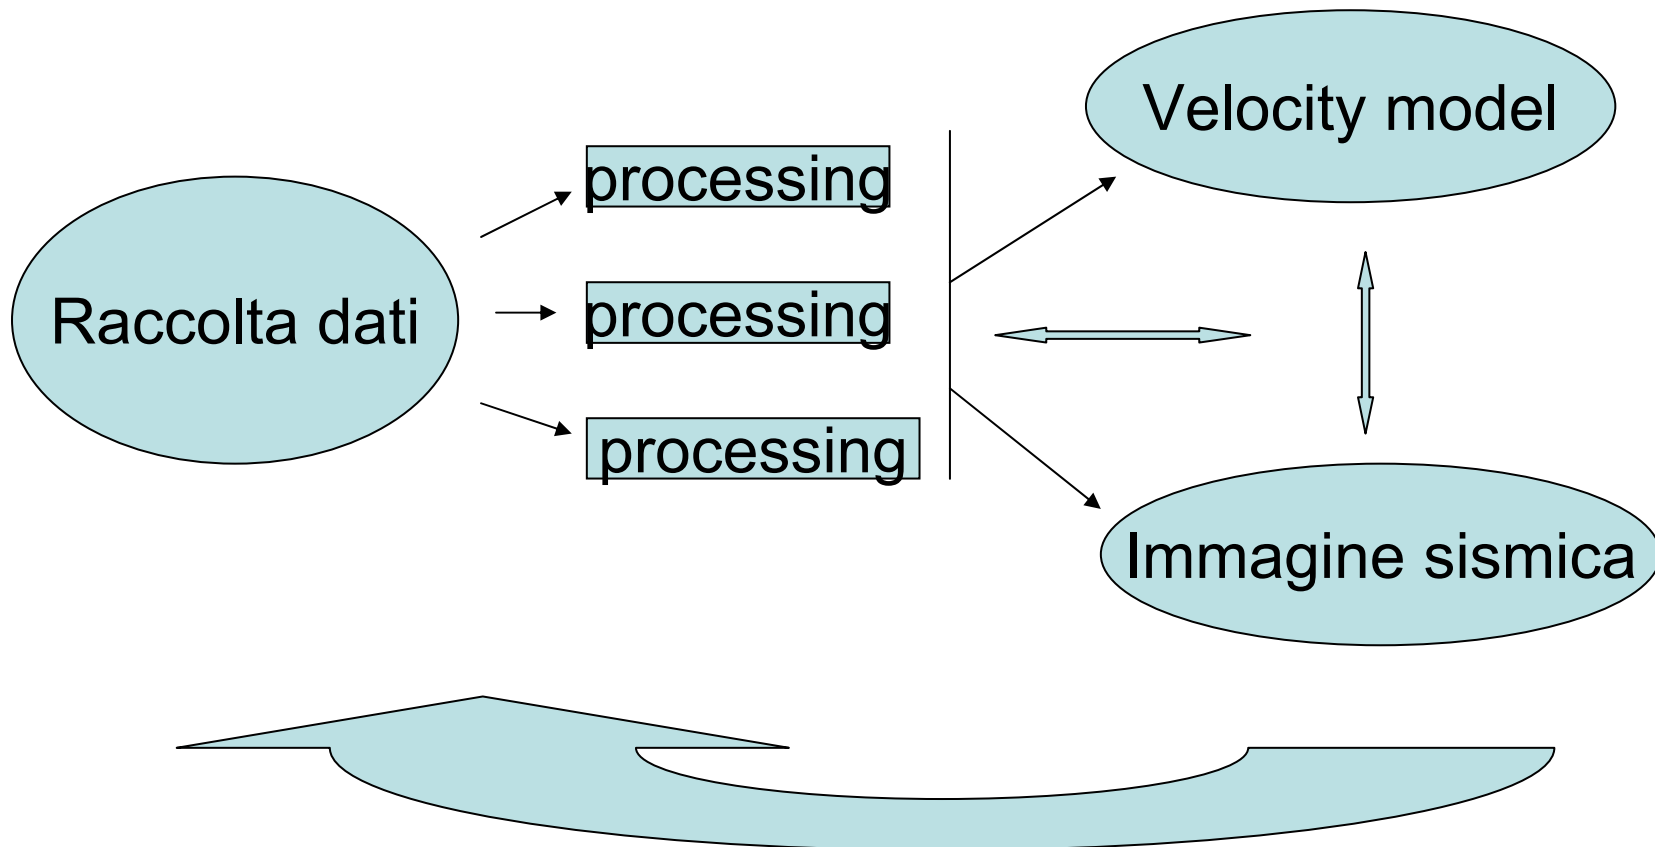 Raccolta dati
processing
processing
processing
Velocity model
Immagine sismica